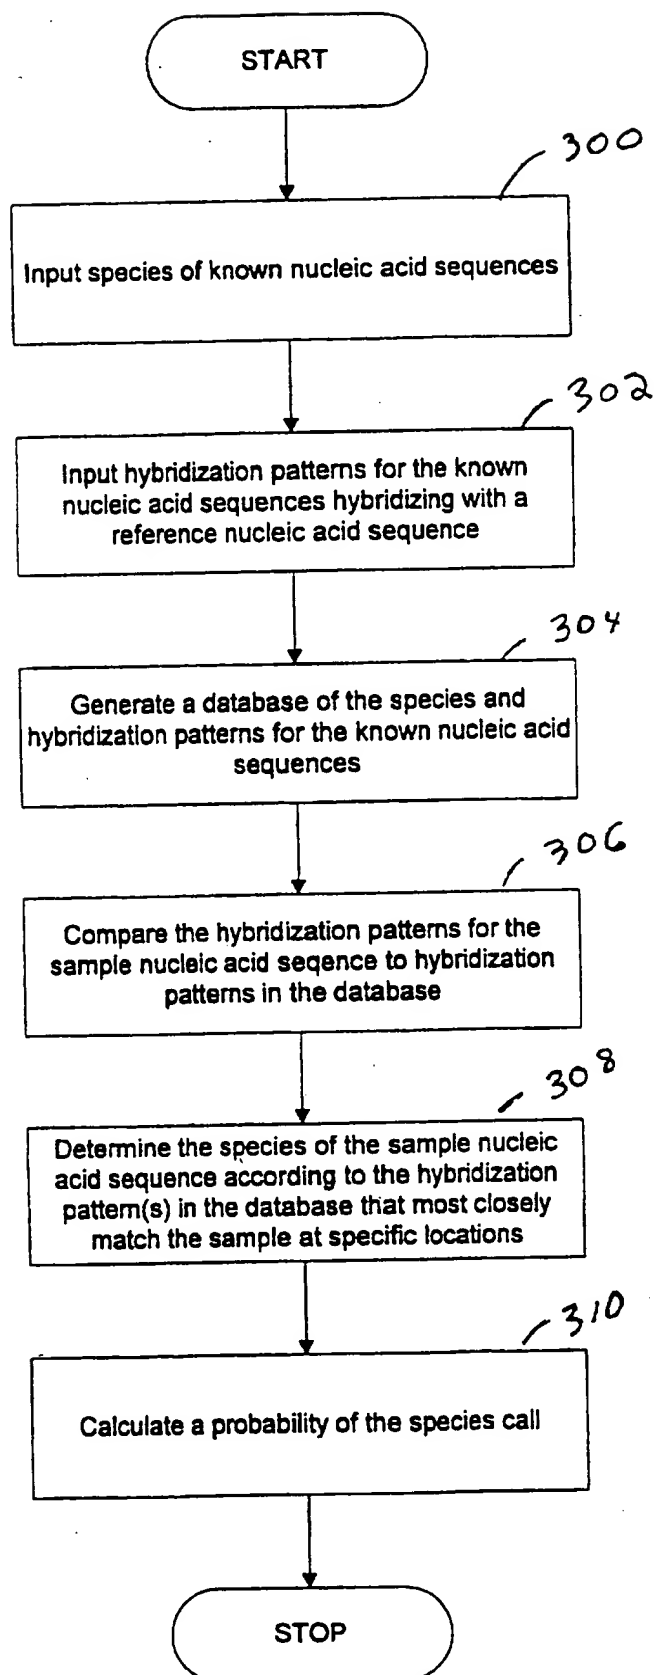 START
300
Input species of known nucleic acid sequences
302
Input hybridization patterns for the known
nucleic acid sequences hybridizing with a
reference nucleic acid sequence
304
Generate a database of the species and
hybridization patterns for the known nucleic acid
sequences
306
Compare the hybridization patterns for the
sample nucleic acid seqence to hybridization
patterns in the database
308
Determine the species of the sample nucleic
acid sequence according to the hybridization
pattern(s) in the database that most closely
match the sample at specific locations
310
Calculate a probability of the species call
STOP